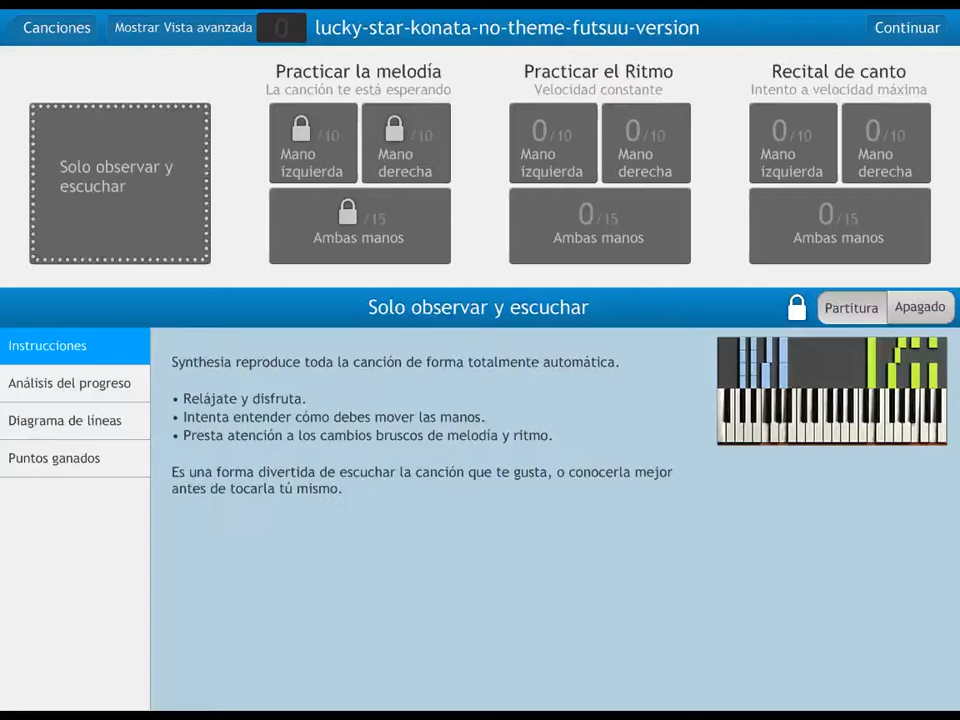 Canciones
Mostrar Vista avanzada
0
lucky-star-konata-no-theme-futsuu-version
Continuar
Practicar la melodía
La canción te está esperando
/10
Mano izquierda
/10
Mano derecha
/15
Ambas manos
Practicar el Ritmo
Velocidad constante
0/10
Mano izquierda
0/10
Mano derecha
0/15
Ambas manos
Recital de canto
Intento a velocidad máxima
0/10
Mano izquierda
0/10
Mano derecha
0/15
Ambas manos
Solo observar y
escuchar
Solo observar y escuchar
Partitura
Apagado
Instrucciones
Análisis del progreso
Diagrama de líneas
Puntos ganados
Synthesia reproduce toda la canción de forma totalmente automática.
• Relájate y disfruta.
• Intenta entender cómo debes mover las manos.
• Presta atención a los cambios bruscos de melodía y ritmo.
Es una forma divertida de escuchar la canción que te gusta, o conocerla mejor
antes de tocarla tú mismo.